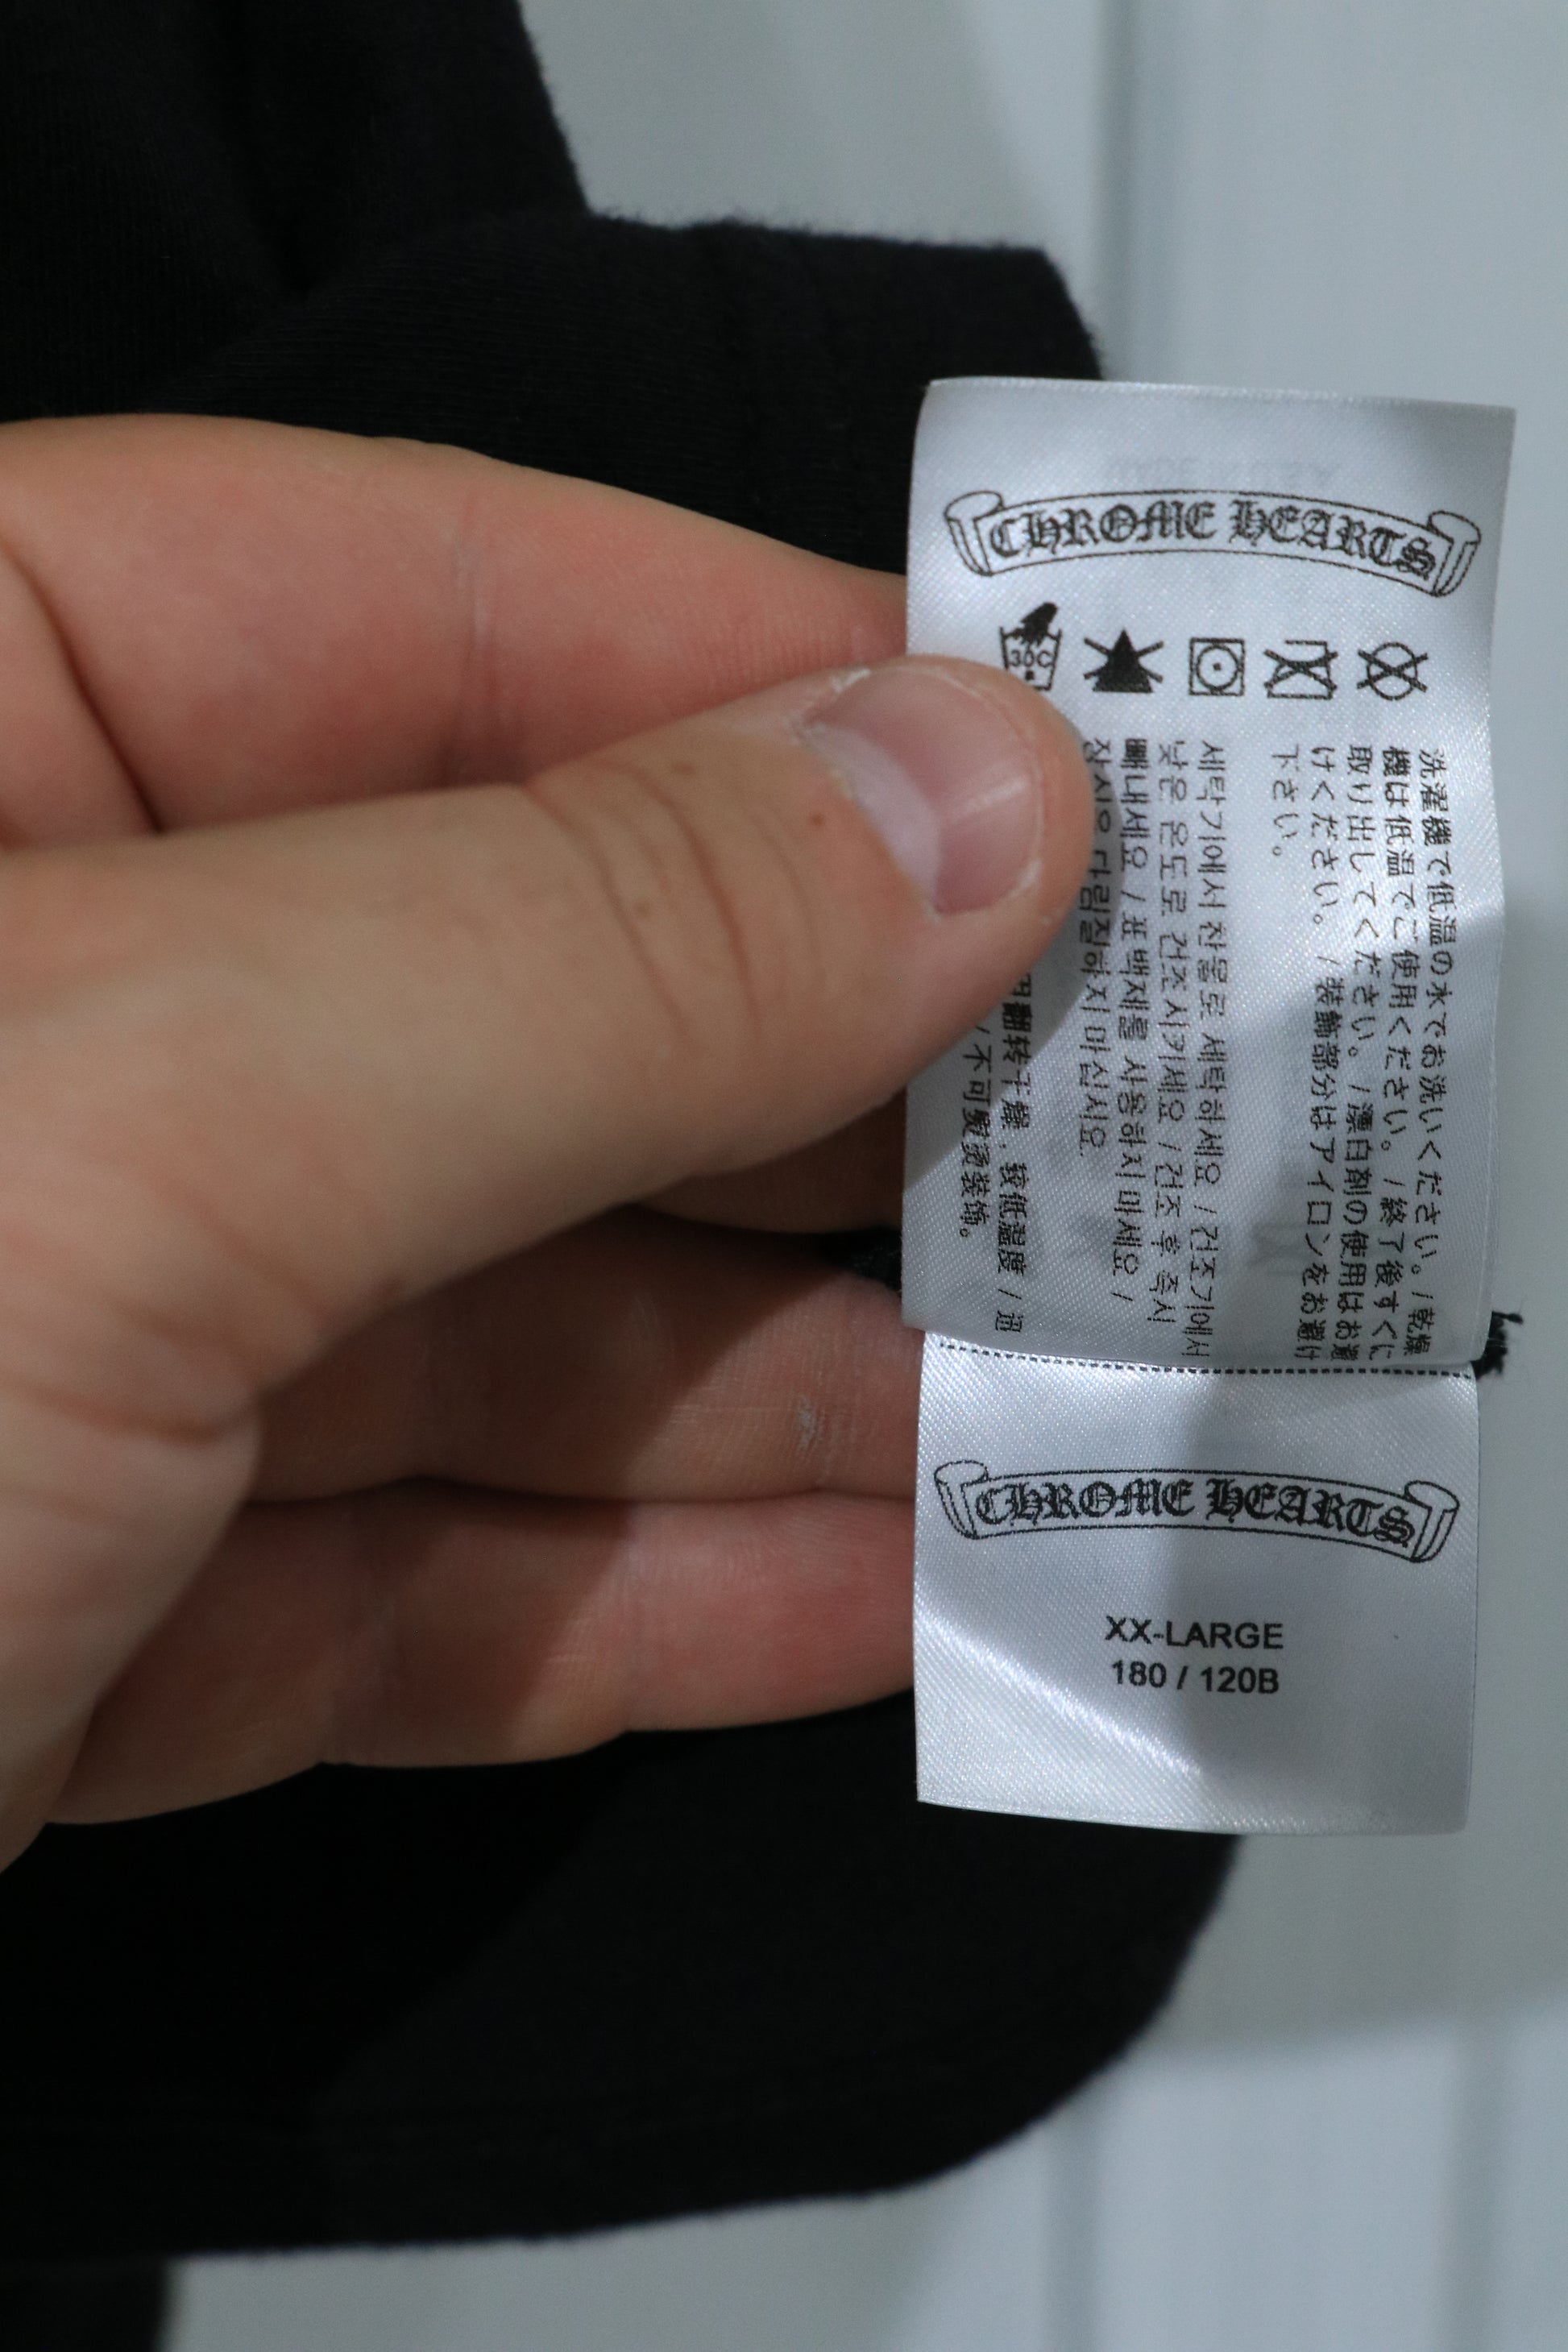 CHROME HEARTS
30C
洗濯機で低温の水でお洗いください。/乾燥
機は低温でご使用ください。/終了後すぐに
取り出してください。/漂白剤の使用はお避
けください。/装飾部分はアイロンをお避け
下さい。
세탁기에서 찬물로 세탁하세요 / 건조기에서
낮은 온도로 건조시키세요 / 건조 후 즉시
빼내세요 / 표백제를 사용하지 마세요 /
장식은 다림질하지 마십시요.
翻转干燥，较低温度 / 迅
/ 不可熨烫装饰。
CHROME HEARTS
XX-LARGE
180 / 120B